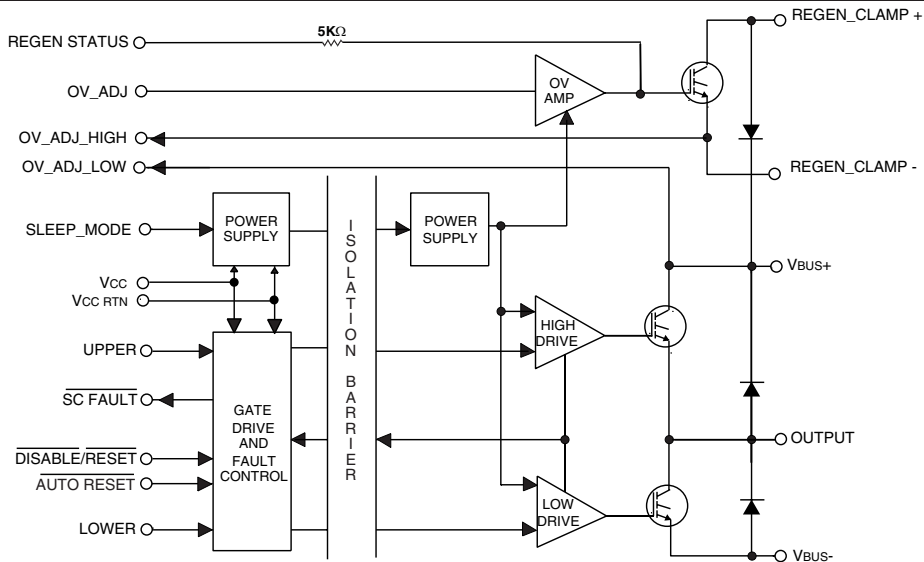 REGEN_CLAMP +
5KΩ
REGEN STATUS
OV_ADJ
OV
AMP
OV_ADJ_HIGH
OV_ADJ_LOW
REGEN_CLAMP -
SLEEP_MODE
POWER
SUPPLY
POWER
SUPPLY
ISOLATION BARRIER
VCC
VCC RTN
VBUS+
UPPER
HIGH
DRIVE
SC FAULT
GATE
DRIVE
AND
FAULT
CONTROL
OUTPUT
DISABLE/RESET
AUTO RESET
LOWER
LOW
DRIVE
VBUS-